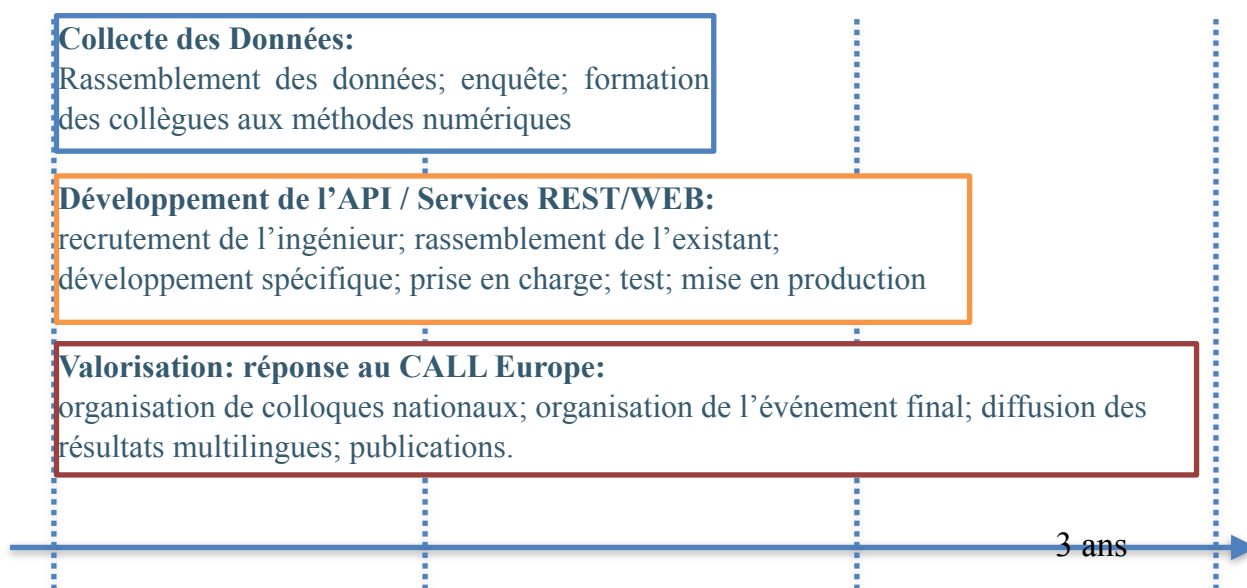 Collecte des Données:
Rassemblement des données; enquête; formation
des collègues aux méthodes numériques
Développement de l’API / Services REST/WEB:
recrutement de l’ingénieur; rassemblement de l’existant;
développement spécifique; prise en charge; test; mise en production
Valorisation: réponse au CALL Europe:
organisation de colloques nationaux; organisation de l’événement final; diffusion des
résultats multilingues; publications.
3 ans